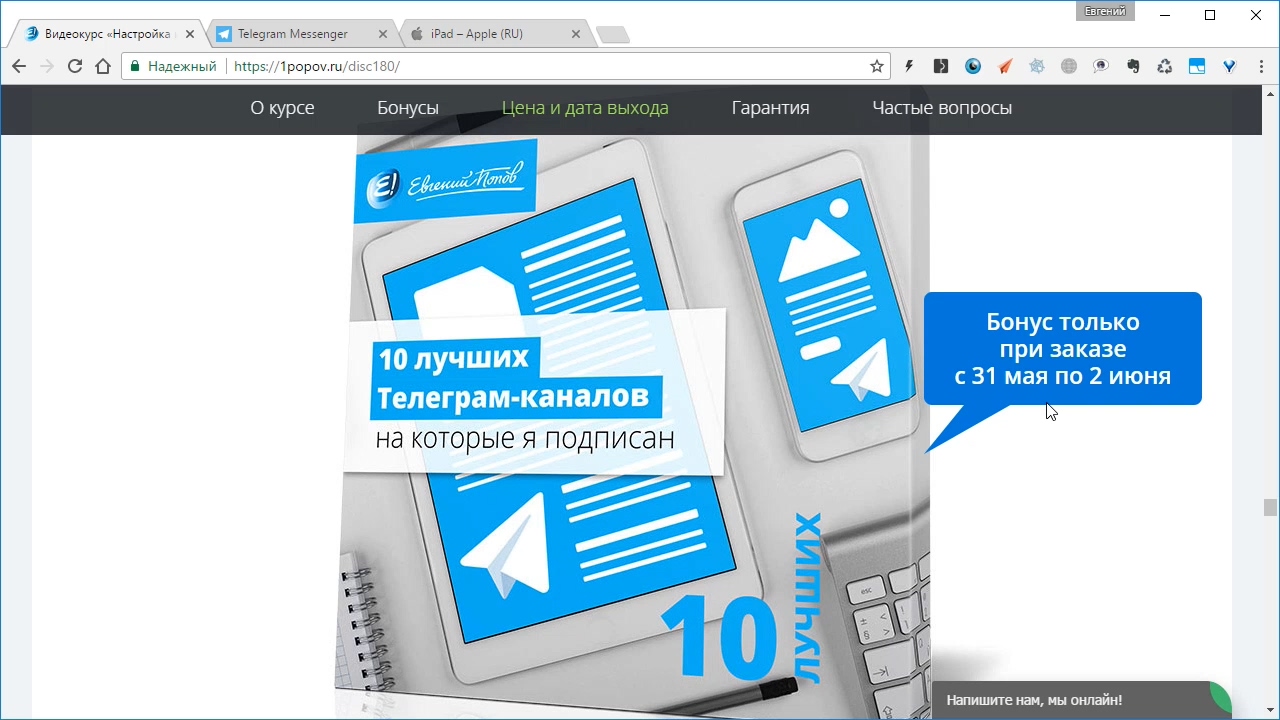 Евгений
Видеокурс «Настройка
Telegram Messenger
iPad – Apple (RU)
Надежный
https://1popov.ru/disc180/
О курсе
Бонусы
Цена и дата выхода
Гарантия
Частые вопросы
Е!
Евгений Попов
10 лучших
Телеграм-каналов
на которые я подписан
Бонус только
при заказе
с 31 мая по 2 июня
10
ЛУЧШИХ
esc
Напишите нам, мы онлайн!